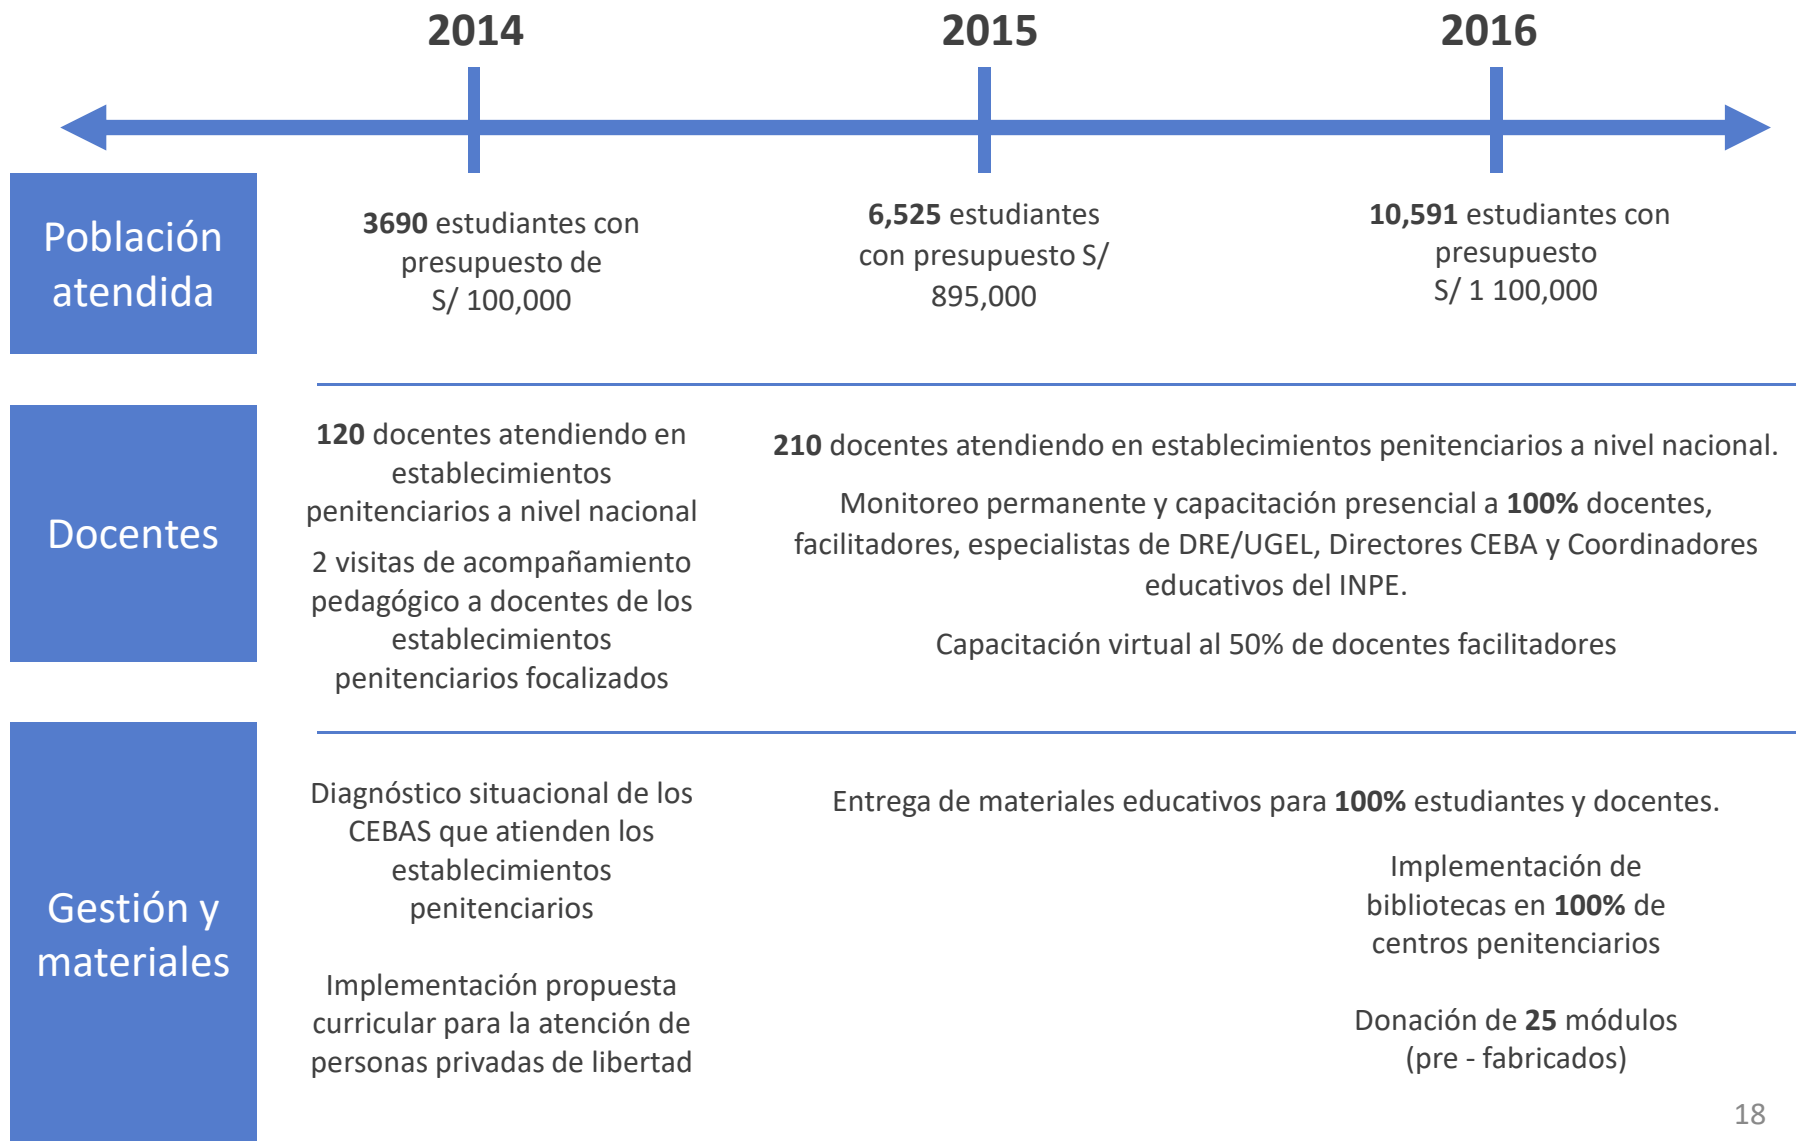 2014
2015
2016
Población
atendida
3690 estudiantes con
presupuesto de
S/ 100,000
6,525 estudiantes
con presupuesto S/
895,000
10,591 estudiantes con
presupuesto
S/ 1 100,000
Docentes
120 docentes atendiendo en
establecimientos
penitenciarios a nivel nacional
2 visitas de acompañamiento
pedagógico a docentes de los
establecimientos
penitenciarios focalizados
210 docentes atendiendo en establecimientos penitenciarios a nivel nacional.
Monitoreo permanente y capacitación presencial a 100% docentes,
facilitadores, especialistas de DRE/UGEL, Directores CEBA y Coordinadores
educativos del INPE.
Capacitación virtual al 50% de docentes facilitadores
Gestión y
materiales
Diagnóstico situacional de los
CEBAS que atienden los
establecimientos
penitenciarios
Implementación propuesta
curricular para la atención de
personas privadas de libertad
Entrega de materiales educativos para 100% estudiantes y docentes.
Implementación de
bibliotecas en 100% de
centros penitenciarios
Donación de 25 módulos
(pre - fabricados)
18